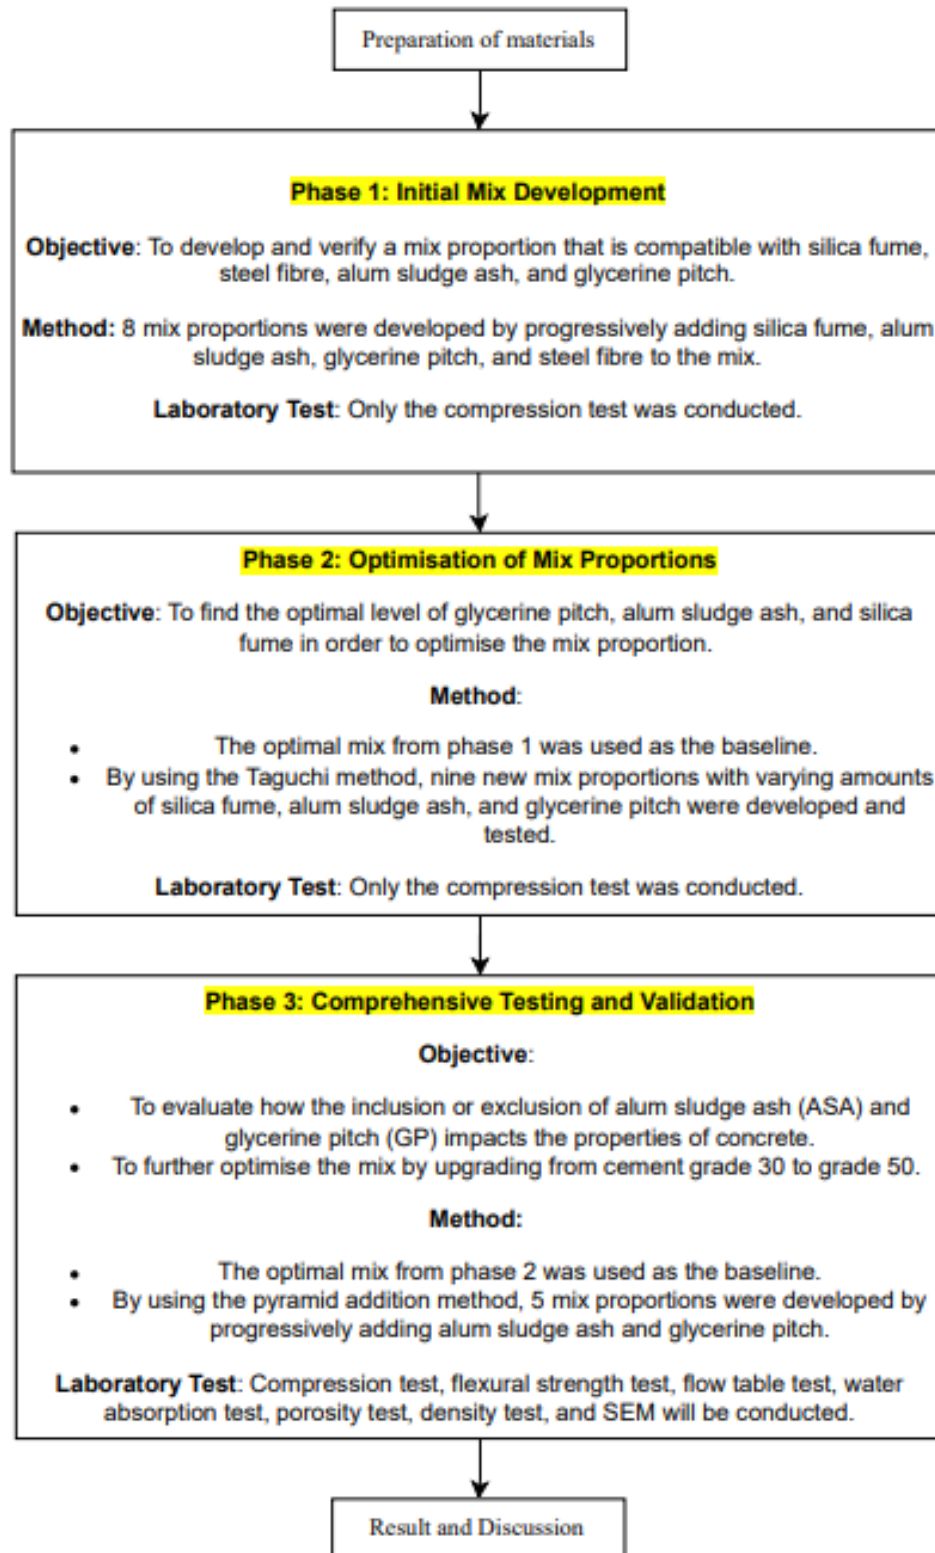 Preparation of materials
Phase 1: Initial Mix Development
Objective: To develop and verify a mix proportion that is compatible with silica fume,
steel fibre, alum sludge ash, and glycerine pitch.
Method: 8 mix proportions were developed by progressively adding silica fume, alum
sludge ash, glycerine pitch, and steel fibre to the mix.
Laboratory Test: Only the compression test was conducted.
Phase 2: Optimisation of Mix Proportions
Objective: To find the optimal level of glycerine pitch, alum sludge ash, and silica
fume in order to optimise the mix proportion.
Method:
• The optimal mix from phase 1 was used as the baseline.
• By using the Taguchi method, nine new mix proportions with varying amounts
of silica fume, alum sludge ash, and glycerine pitch were developed and
tested.
Laboratory Test: Only the compression test was conducted.
Phase 3: Comprehensive Testing and Validation
Objective:
• To evaluate how the inclusion or exclusion of alum sludge ash (ASA) and
glycerine pitch (GP) impacts the properties of concrete.
• To further optimise the mix by upgrading from cement grade 30 to grade 50.
Method:
• The optimal mix from phase 2 was used as the baseline.
• By using the pyramid addition method, 5 mix proportions were developed by
progressively adding alum sludge ash and glycerine pitch.
Laboratory Test: Compression test, flexural strength test, flow table test, water
absorption test, porosity test, density test, and SEM will be conducted.
Result and Discussion